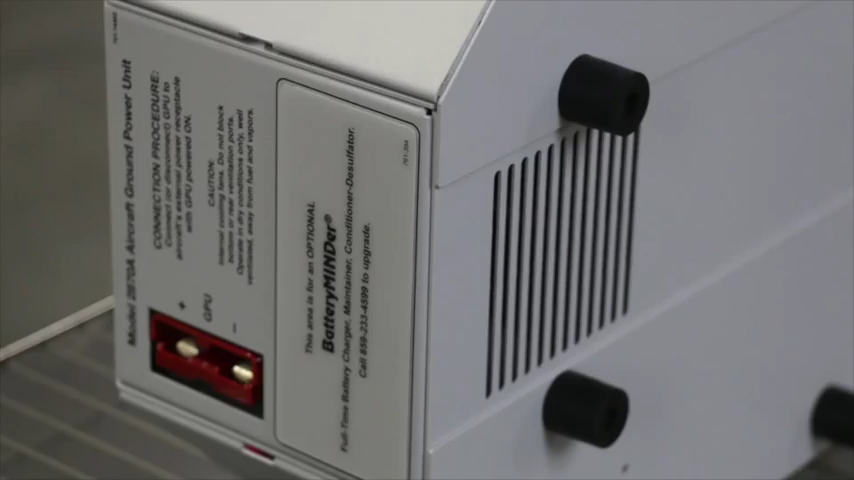 Model 2870A Aircraft Ground Power Unit
CONNECTION PROCEDURE:
Connect (or disconnect) GPU to
aircraft's external power receptacle
with GPU powered ON.
CAUTION:
Internal cooling fans. Do not block
bottom or rear ventilation ports.
Operate in dry conditions only, well
ventilated, away from fuel and vapors.
+
GPU
–
This area is for an OPTIONAL
BatteryMINDer®
Full-Time Battery Charger, Maintainer, Conditioner-Desulfator.
Call 859-233-4599 to upgrade.